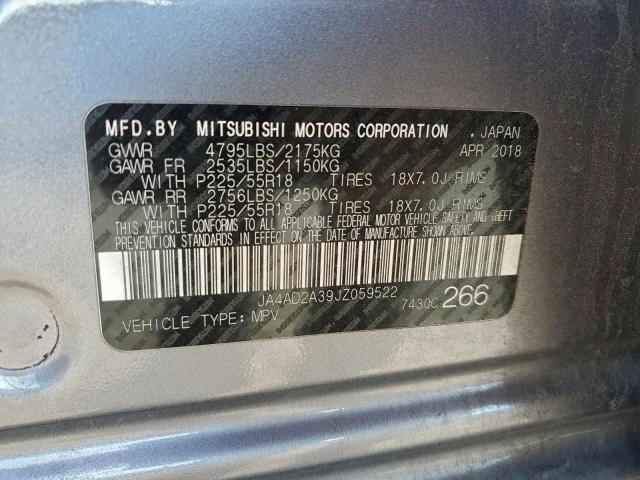 MFD.BY MITSUBISHI MOTORS CORPORATION . JAPAN
GVWR 4795LBS/2175KG APR 2018
GAWR FR 2535LBS/1150KG
WITH P225/55R18 TIRES 18X7.0J RIMS
GAWR RR 2756LBS/1250KG
WITH P225/55R18 TIRES 18X7.0J RIMS
THIS VEHICLE CONFORMS TO ALL APPLICABLE FEDERAL MOTOR VEHICLE SAFETY AND THEFT
PREVENTION STANDARDS IN EFFECT ON THE DATE OF MANUFACTURE SHOWN ABOVE.
JA4AD2A39JZ059522
7430C 266
VEHICLE TYPE: MPV